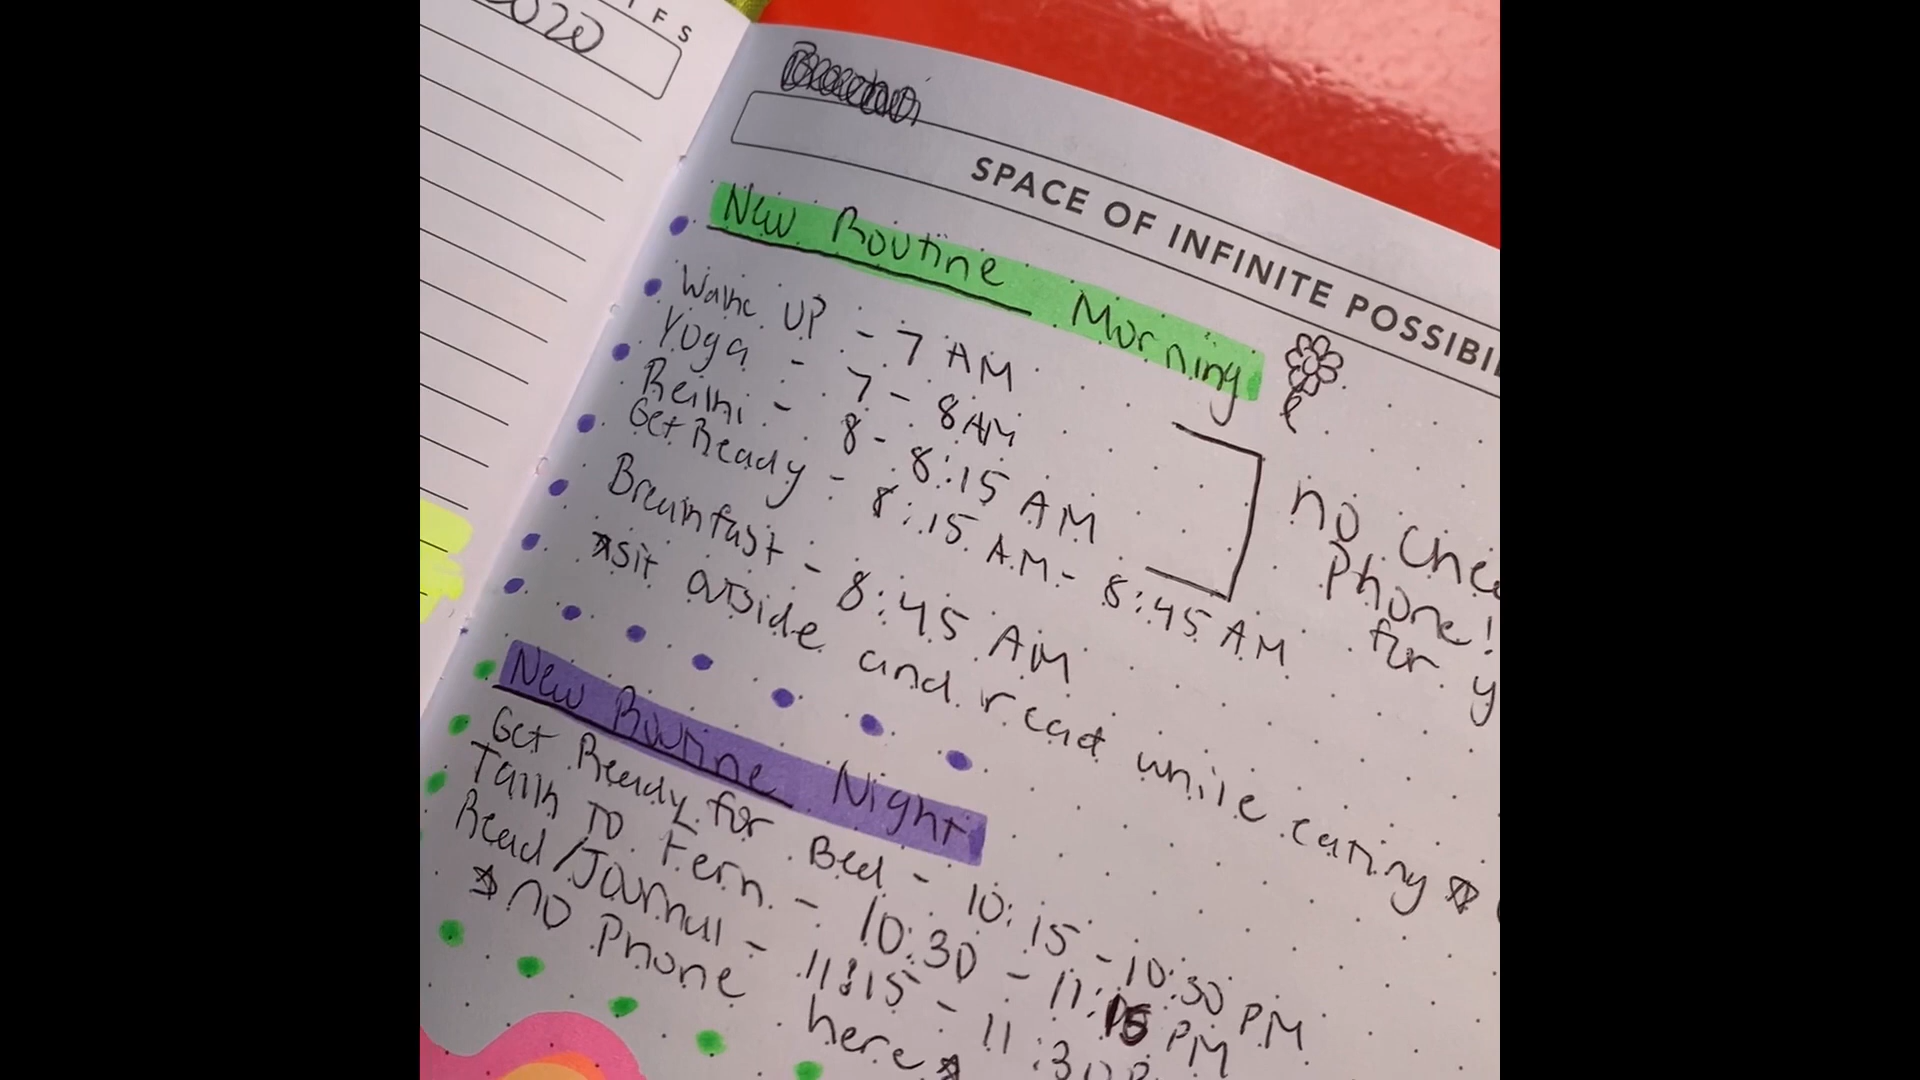 IFS
2020
SPACE OF INFINITE POSSIBI
New Routine Morning
Wake UP - 7 AM
Yoga - 7 - 8 AM
Reiki - 8 - 8:15 AM
Get Ready - 8:15 AM - 8:45 AM
Breakfast - 8:45 AM
*sit outside and read while eating*
no chec
Phone!
for y
New Routine Night
Get Ready for Bed - 10:15 - 10:30 PM
Talk to Fern - 10:30 - 11:15 PM
Read/Journal - 11:15 - 11:30 P
*no Phone here*